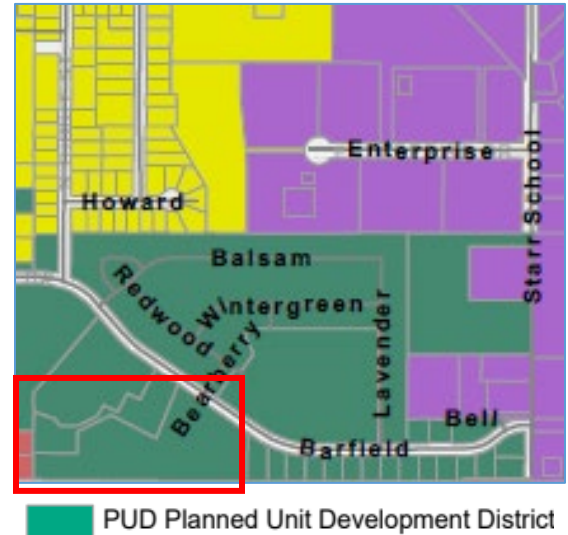 Enterprise
Starr School
Howard
Balsam
Redwood
Wintergreen
Bearberry
Lavender
Bell
Barfield
PUD Planned Unit Development District